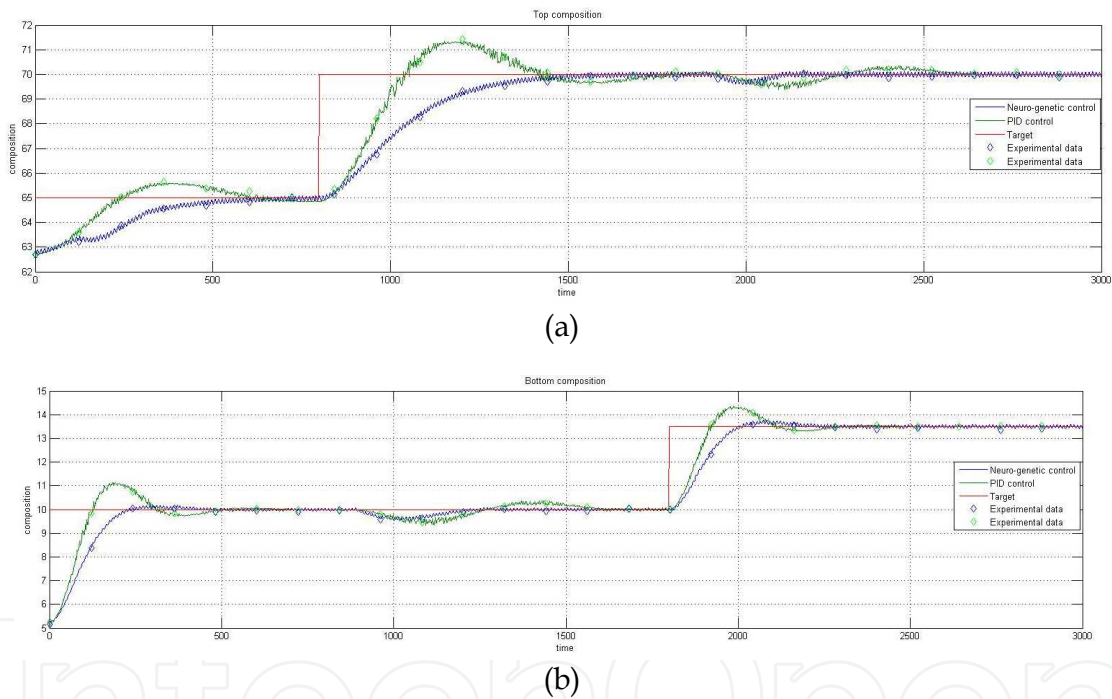 Top composition
72
71
70
69
68
67
66
65
64
63
62
composition
0
500
1000
1500
2000
2500
3000
time
Neuro-genetic control
PID control
Target
Experimental data
Experimental data
(a)
Bottom composition
15
14
13
12
11
10
9
8
7
6
5
composition
0
500
1000
1500
2000
2500
3000
time
Neuro-genetic control
PID control
Target
Experimental data
Experimental data
(b)